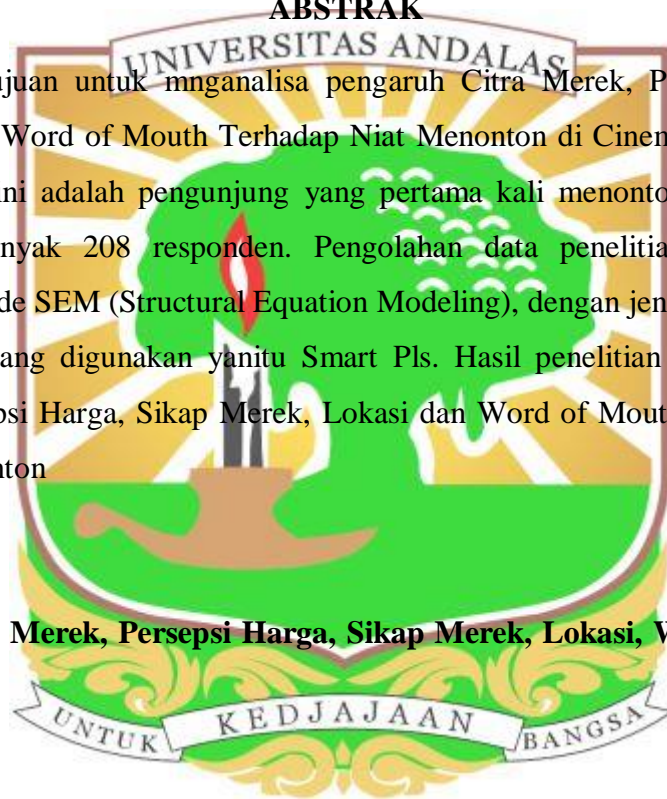 ABSTRAK
UNIVERSITAS ANDALAS
ujuan untuk mnganalisa pengaruh Citra Merek, P
Word of Mouth Terhadap Niat Menonton di Cinem
ini adalah pengunjung yang pertama kali menonto
nyak 208 responden. Pengolahan data penelitia
de SEM (Structural Equation Modeling), dengan jen
ang digunakan yanitu Smart Pls. Hasil penelitian
psi Harga, Sikap Merek, Lokasi dan Word of Mout
nton
Merek, Persepsi Harga, Sikap Merek, Lokasi, W
UNTUK KEDJAJAAN BANGSA